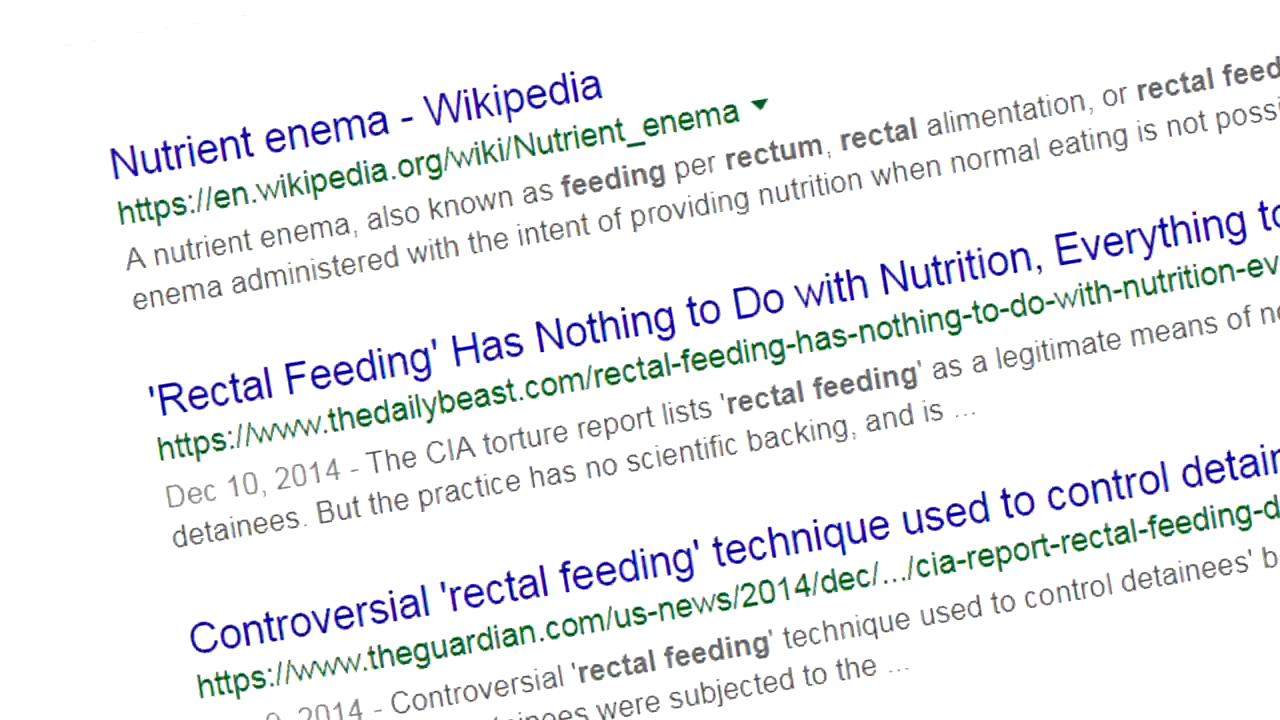 Nutrient enema - Wikipedia
https://en.wikipedia.org/wiki/Nutrient_enema
A nutrient enema, also known as feeding per rectum, rectal alimentation, or rectal feed
enema administered with the intent of providing nutrition when normal eating is not possi
'Rectal Feeding' Has Nothing to Do with Nutrition, Everything to
https://www.thedailybeast.com/rectal-feeding-has-nothing-to-do-with-nutrition-ev
Dec 10, 2014 - The CIA torture report lists 'rectal feeding' as a legitimate means of no
detainees. But the practice has no scientific backing, and is ...
Controversial 'rectal feeding' technique used to control detain
https://www.theguardian.com/us-news/2014/dec/.../cia-report-rectal-feeding-d
9, 2014 - Controversial 'rectal feeding' technique used to control detainees' b
were subjected to the ...